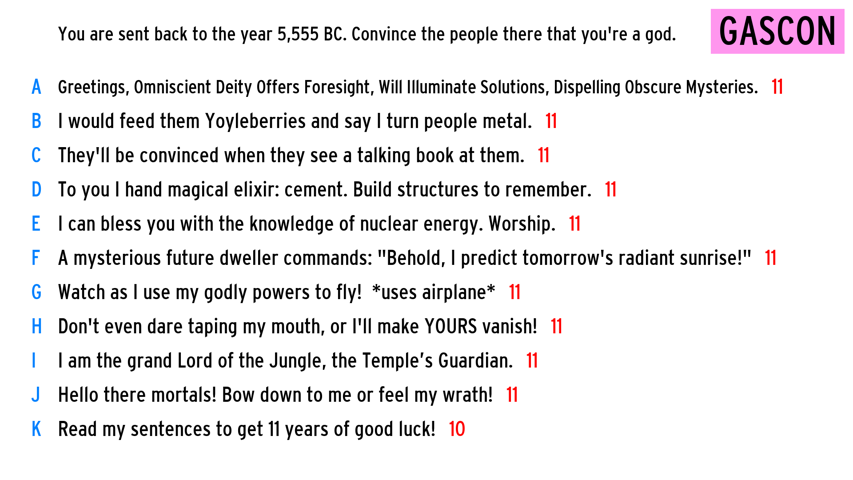 You are sent back to the year 5,555 BC. Convince the people there that you're a god.
GASCON
A Greetings, Omniscient Deity Offers Foresight, Will Illuminate Solutions, Dispelling Obscure Mysteries. 11
B I would feed them Yoyleberries and say I turn people metal. 11
C They'll be convinced when they see a talking book at them. 11
D To you I hand magical elixir: cement. Build structures to remember. 11
E I can bless you with the knowledge of nuclear energy. Worship. 11
F A mysterious future dweller commands: "Behold, I predict tomorrow's radiant sunrise!" 11
G Watch as I use my godly powers to fly! *uses airplane* 11
H Don't even dare taping my mouth, or I'll make YOURS vanish! 11
I I am the grand Lord of the Jungle, the Temple’s Guardian. 11
J Hello there mortals! Bow down to me or feel my wrath! 11
K Read my sentences to get 11 years of good luck! 10